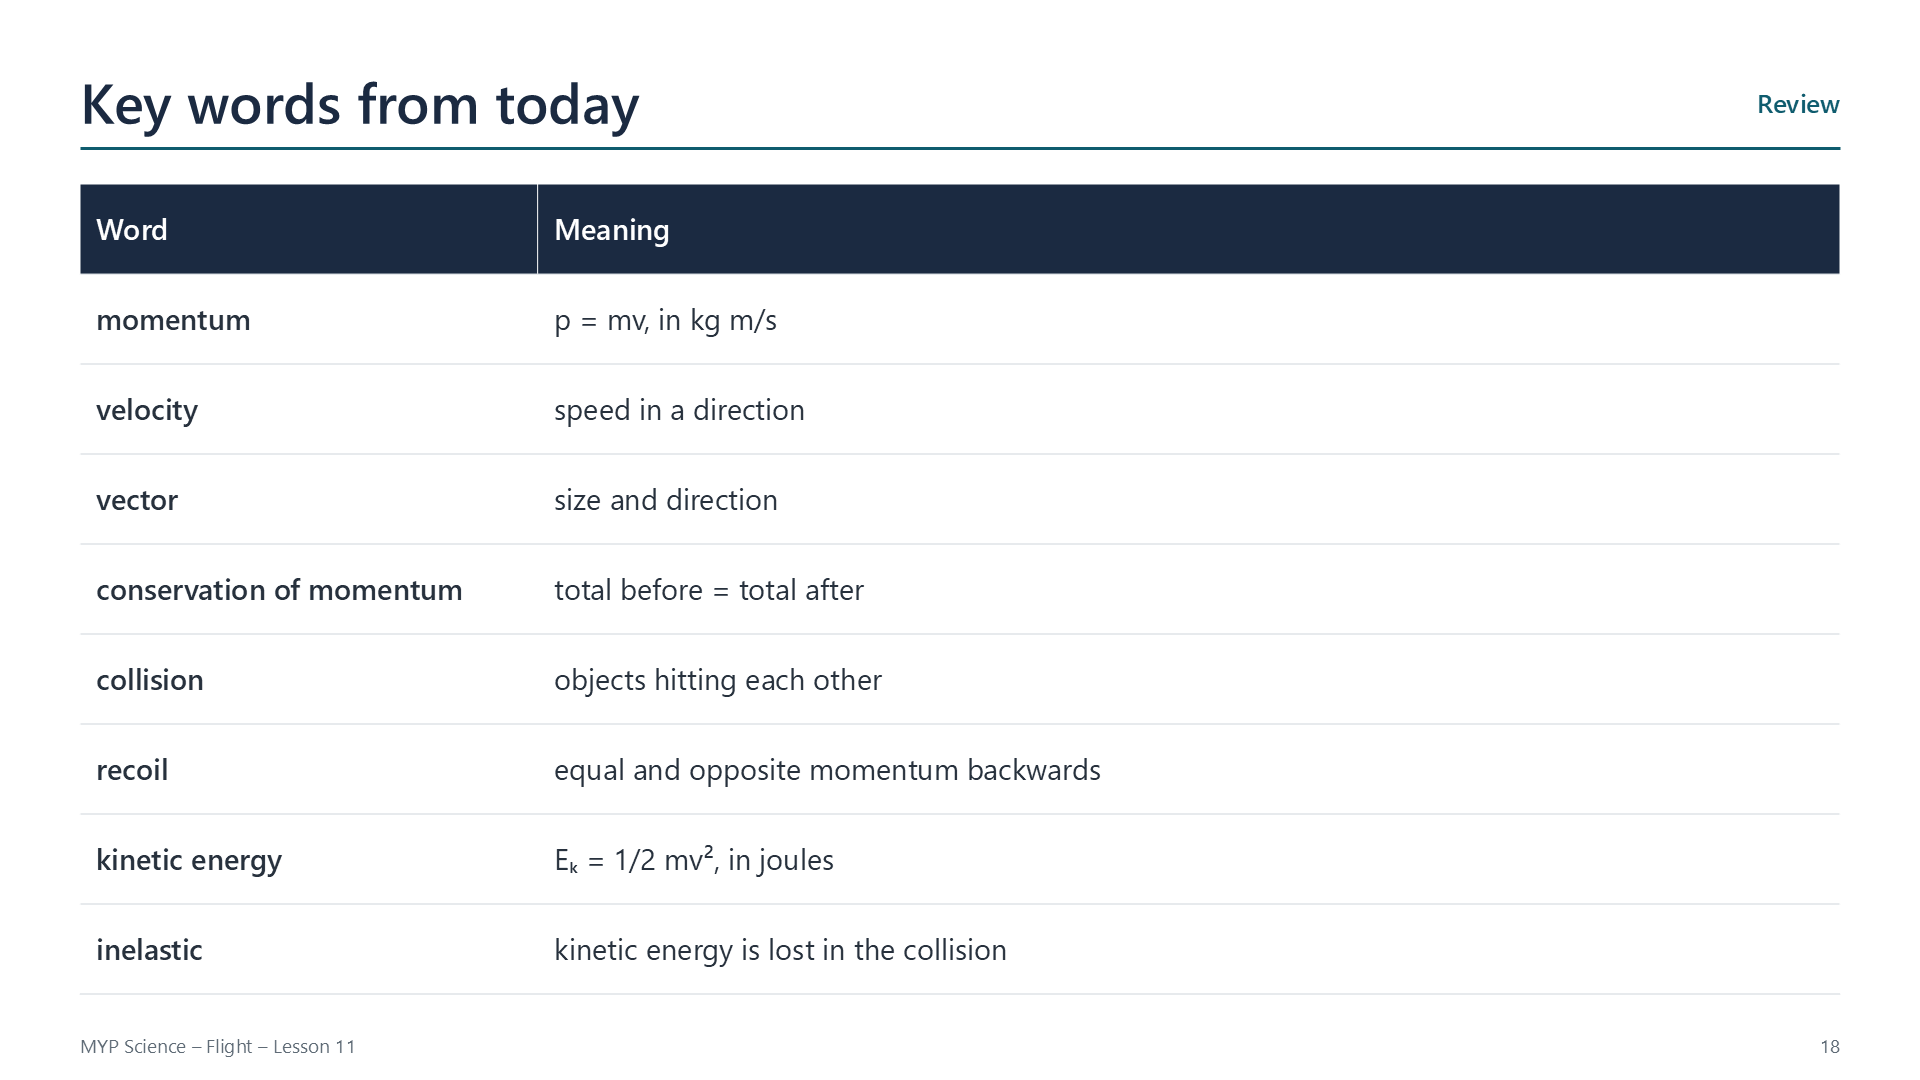 Key words from today
Review
Word Meaning
momentum p = mv, in kg m/s
velocity speed in a direction
vector size and direction
conservation of momentum total before = total after
collision objects hitting each other
recoil equal and opposite momentum backwards
kinetic energy Eₖ = 1/2 mv², in joules
inelastic kinetic energy is lost in the collision
MYP Science – Flight – Lesson 11
18